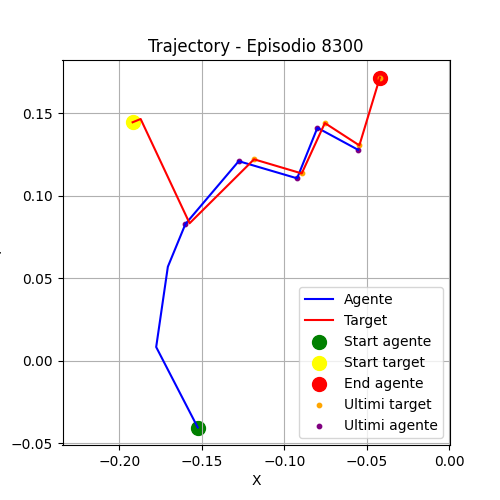 Trajectory - Episodio 8300
0.15
0.10
0.05
0.00
−0.05
−0.20
−0.15
−0.10
−0.05
0.00
X
Agente
Target
Start agente
Start target
End agente
Ultimi target
Ultimi agente